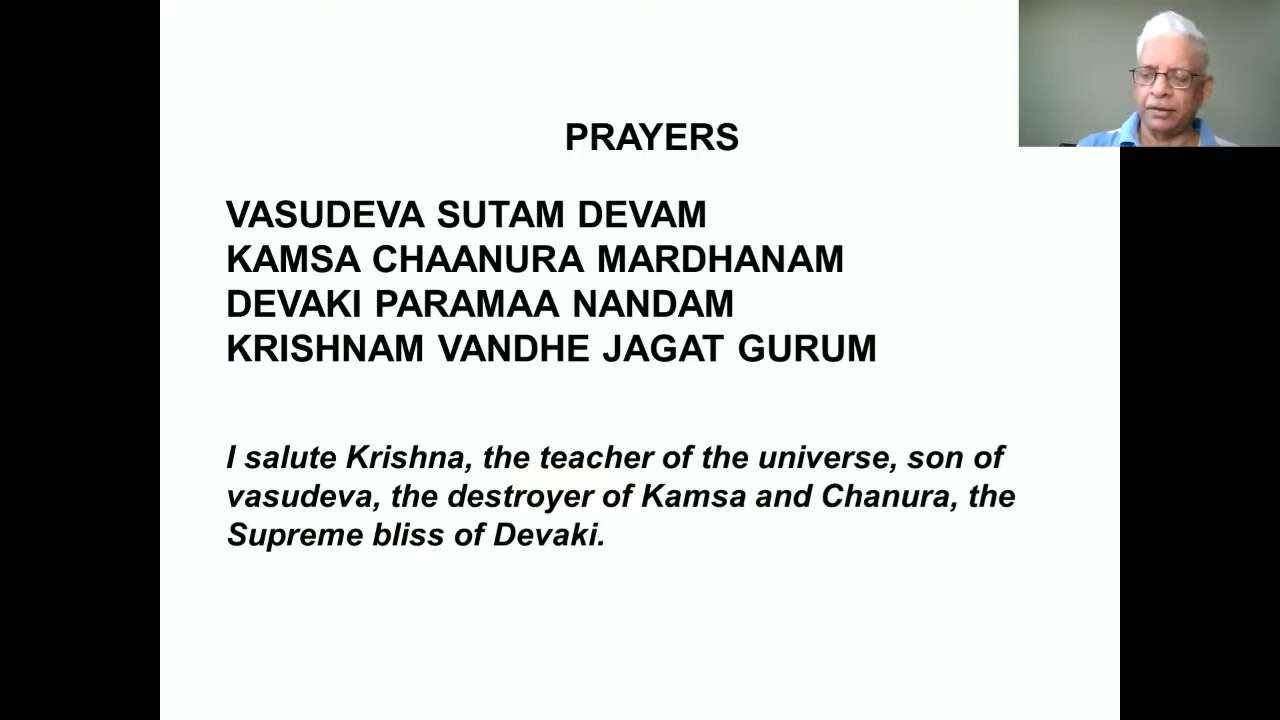 PRAYERS
VASUDEVA SUTAM DEVAM
KAMSA CHAANURA MARDHANAM
DEVAKI PARAMAA NANDAM
KRISHNAM VANDHE JAGAT GURUM
I salute Krishna, the teacher of the universe, son of
vasudeva, the destroyer of Kamsa and Chanura, the
Supreme bliss of Devaki.